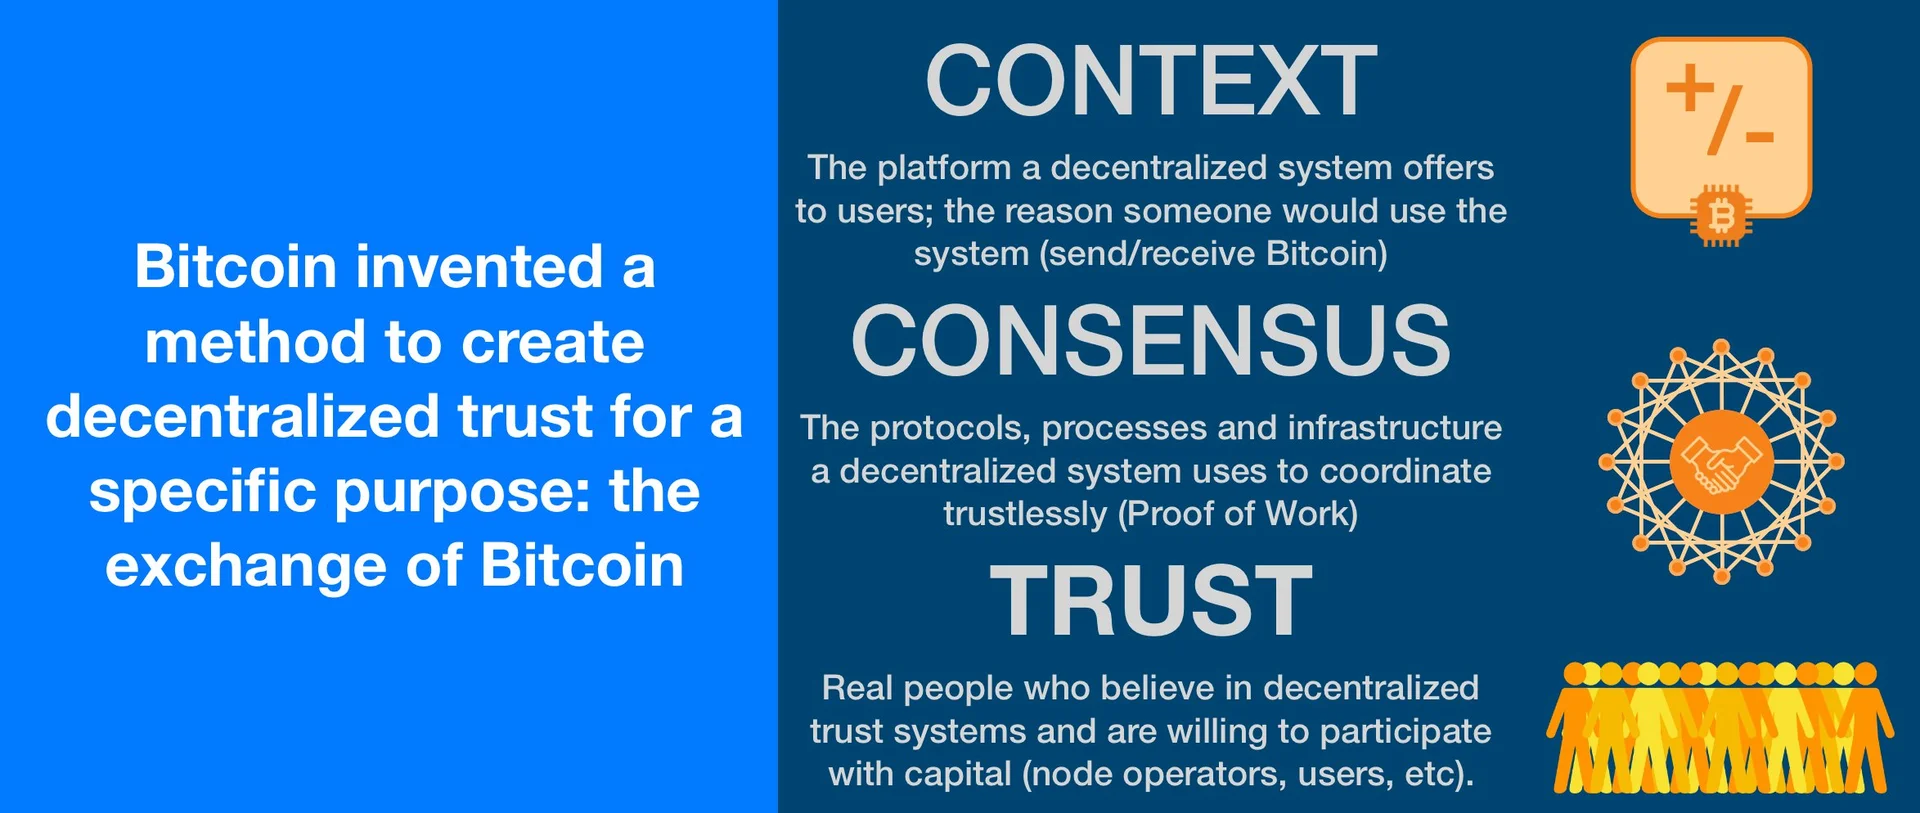 Bitcoin invented a
method to create
decentralized trust for a
specific purpose: the
exchange of Bitcoin
CONTEXT
The platform a decentralized system offers
to users; the reason someone would use the
system (send/receive Bitcoin)
+/-
B
CONSENSUS
The protocols, processes and infrastructure
a decentralized system uses to coordinate
trustlessly (Proof of Work)
TRUST
Real people who believe in decentralized
trust systems and are willing to participate
with capital (node operators, users, etc).